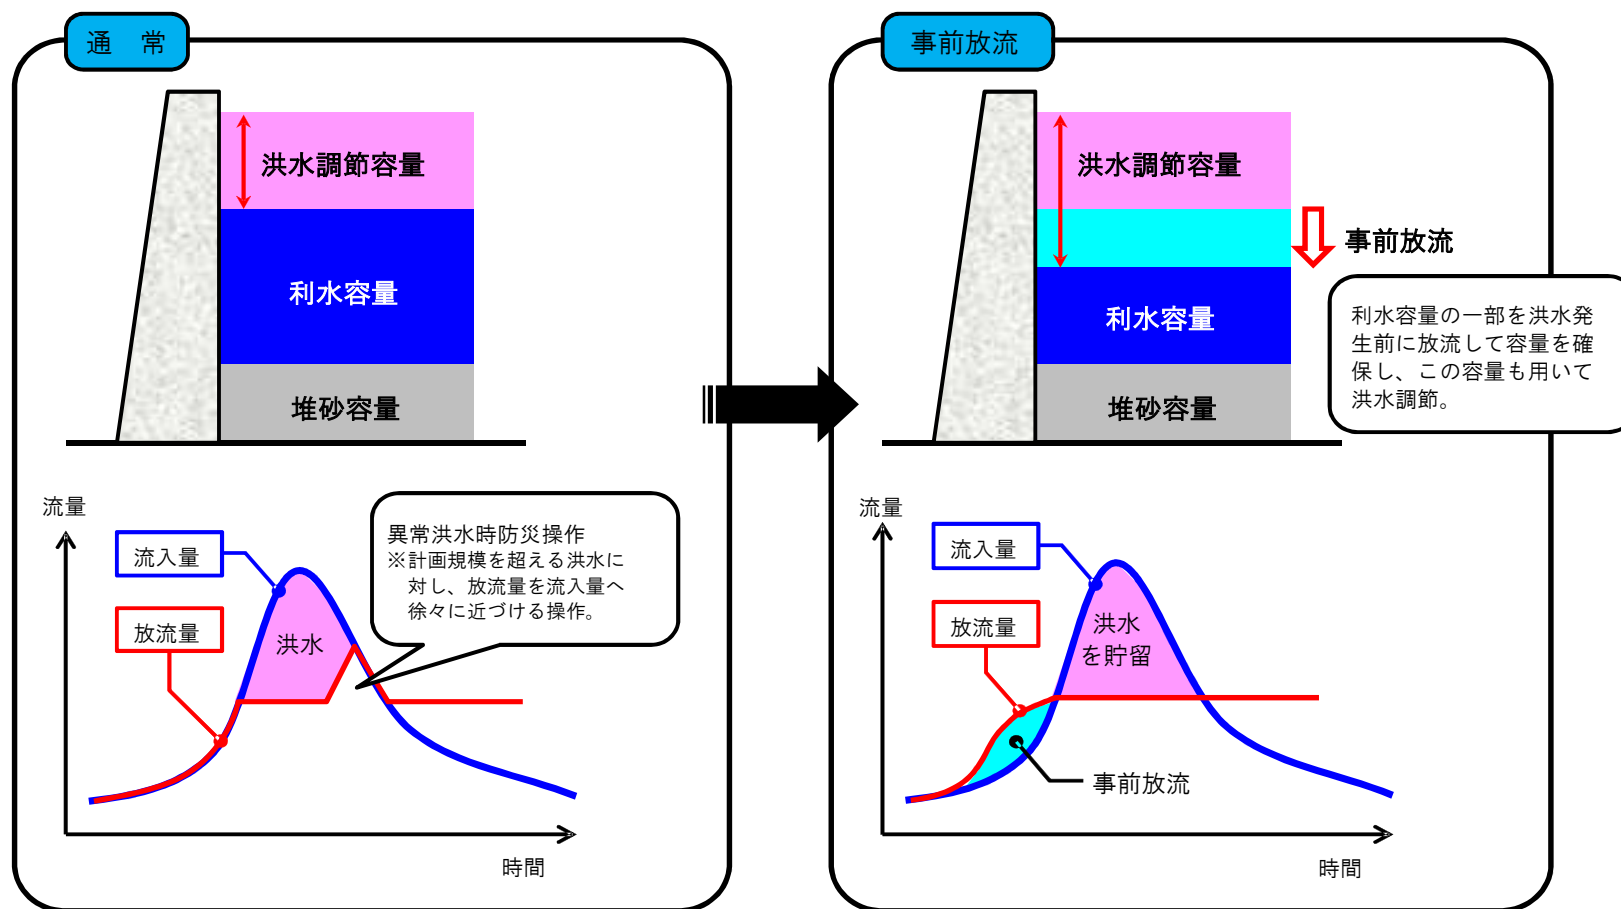 通　常
洪水調節容量
利水容量
堆砂容量
流量
流入量
放流量
洪水
異常洪水時防災操作
※計画規模を超える洪水に
対し、放流量を流入量へ
徐々に近づける操作。
時間
事前放流
洪水調節容量
事前放流
利水容量
堆砂容量
利水容量の一部を洪水発
生前に放流して容量を確
保し、この容量も用いて
洪水調節。
流量
流入量
放流量
洪水
を貯留
事前放流
時間